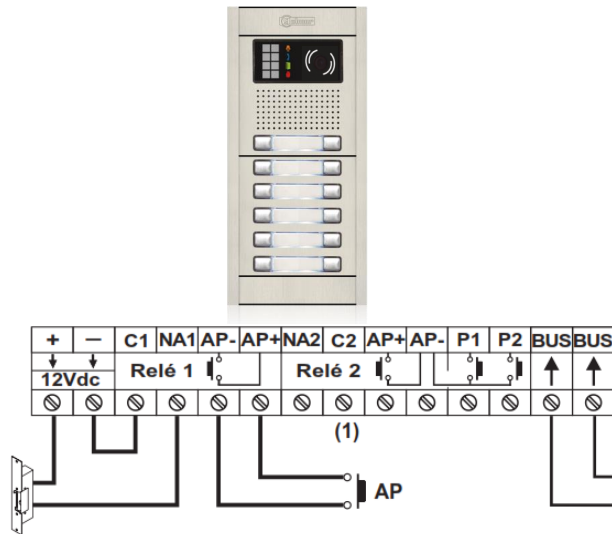 golmar
+ — C1 NA1 AP- AP+ NA2 C2 AP+ AP- P1 P2 BUS BUS
12Vdc Relé 1 Relé 2
(1)
AP